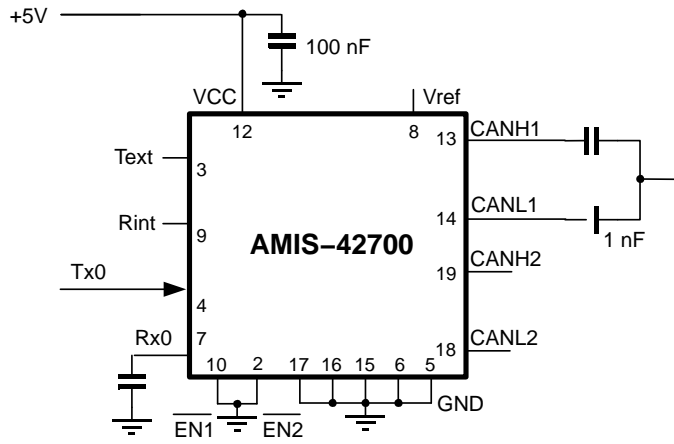 +5V
100 nF
VCC
Vref
12
8
13
CANH1
Text
3
Rint
9
14
CANL1
1 nF
AMIS−42700
19
CANH2
Tx0
4
Rx0
7
18
CANL2
10
2
17
16
15
6
5
GND
EN1
EN2